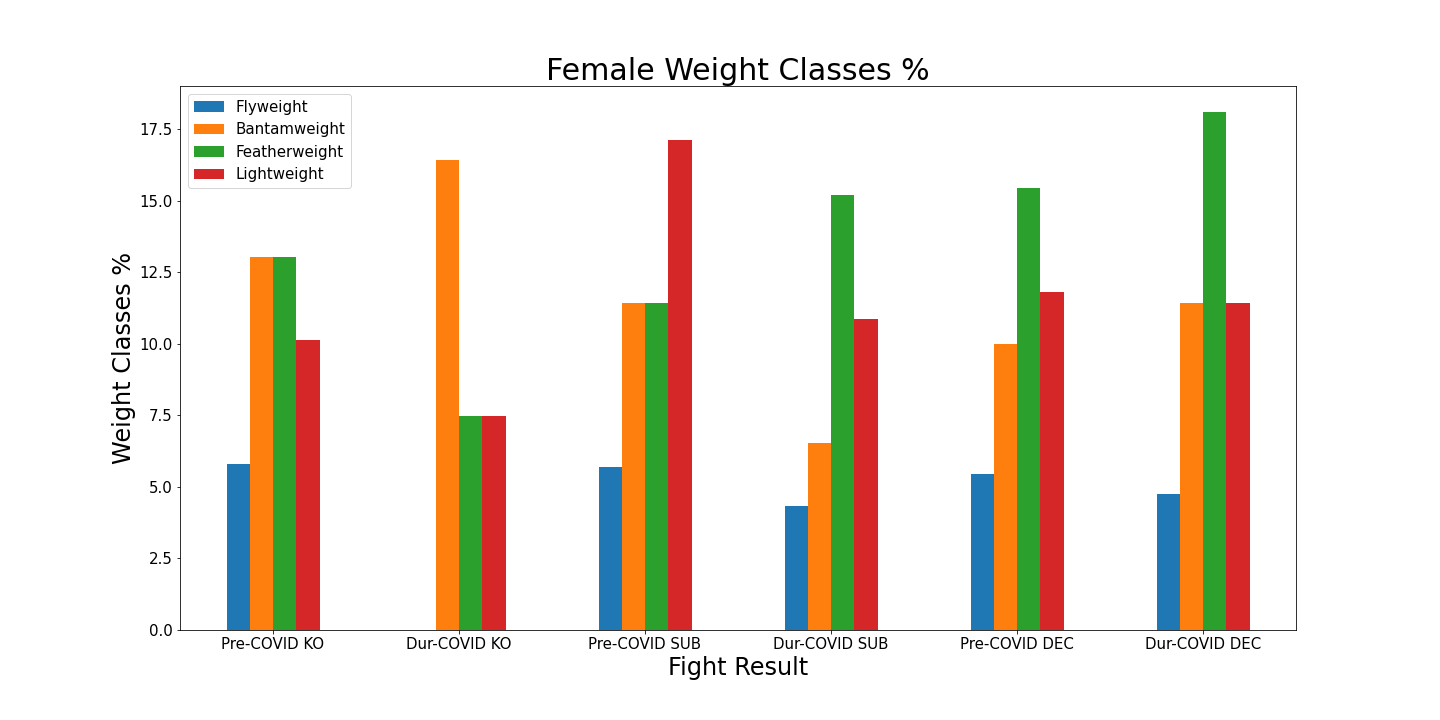 Female Weight Classes %
Flyweight
Bantamweight
Featherweight
Lightweight
Weight Classes %
17.5
15.0
12.5
10.0
7.5
5.0
2.5
0.0
Pre-COVID KO
Dur-COVID KO
Pre-COVID SUB
Dur-COVID SUB
Pre-COVID DEC
Dur-COVID DEC
Fight Result